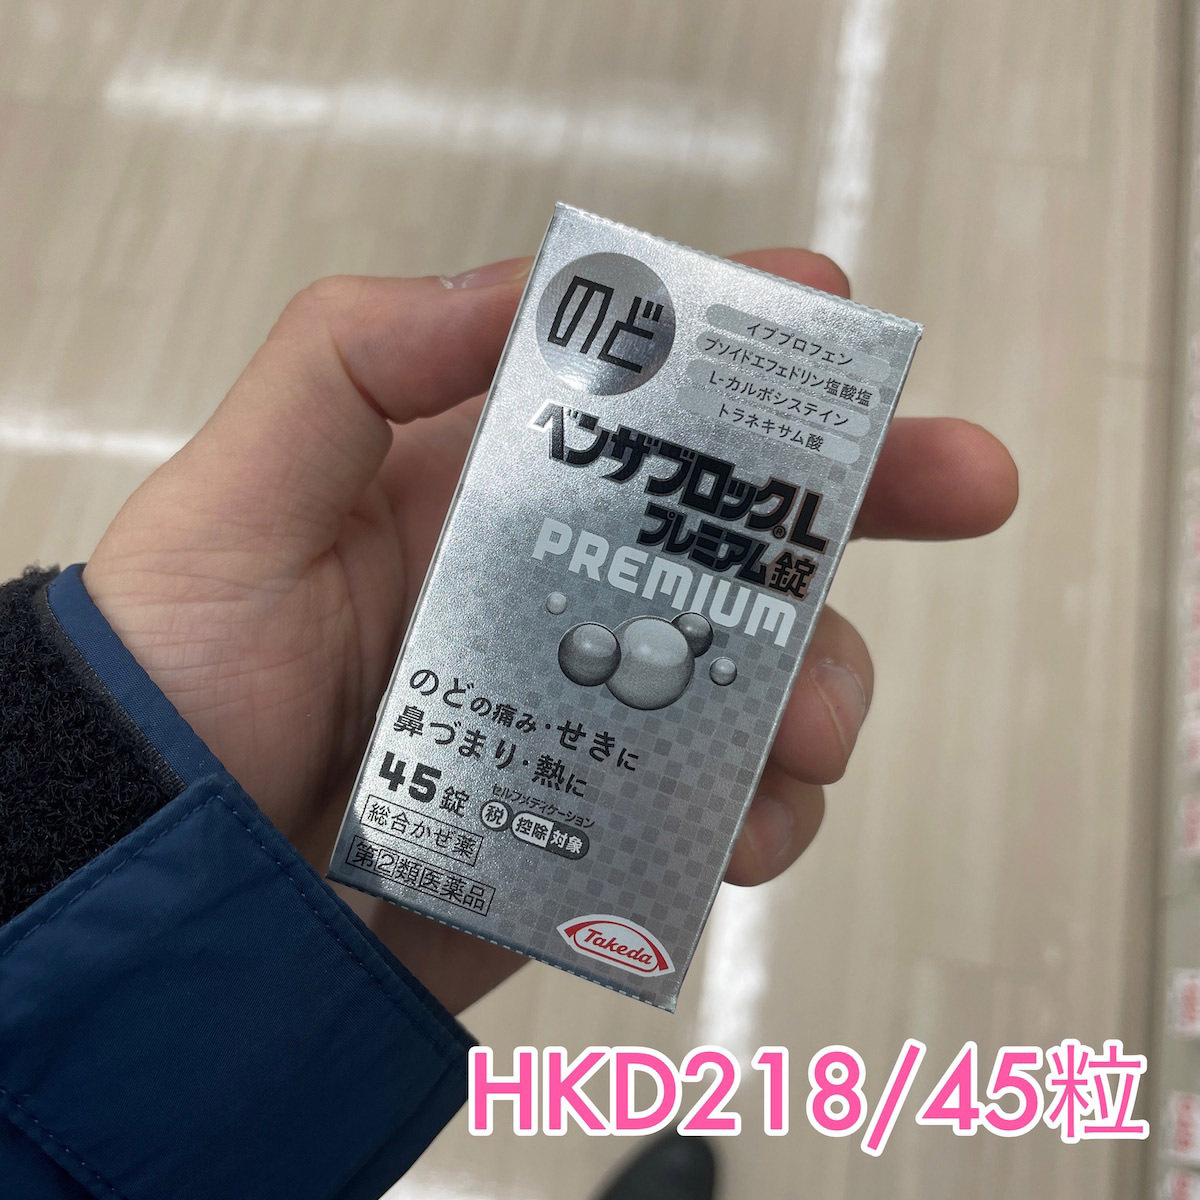 のど
イブプロフェン
プソイドエフェドリン塩酸塩
L-カルボシステイン
トラネキサム酸
ベンザブロック®L
プレミアム錠
PREMIUM
のどの痛み・せきに
鼻づまり・熱に
45錠
セルフメディケーション
税 控除 対象
総合かぜ薬
第②類医薬品
Takeda
HKD218/45粒